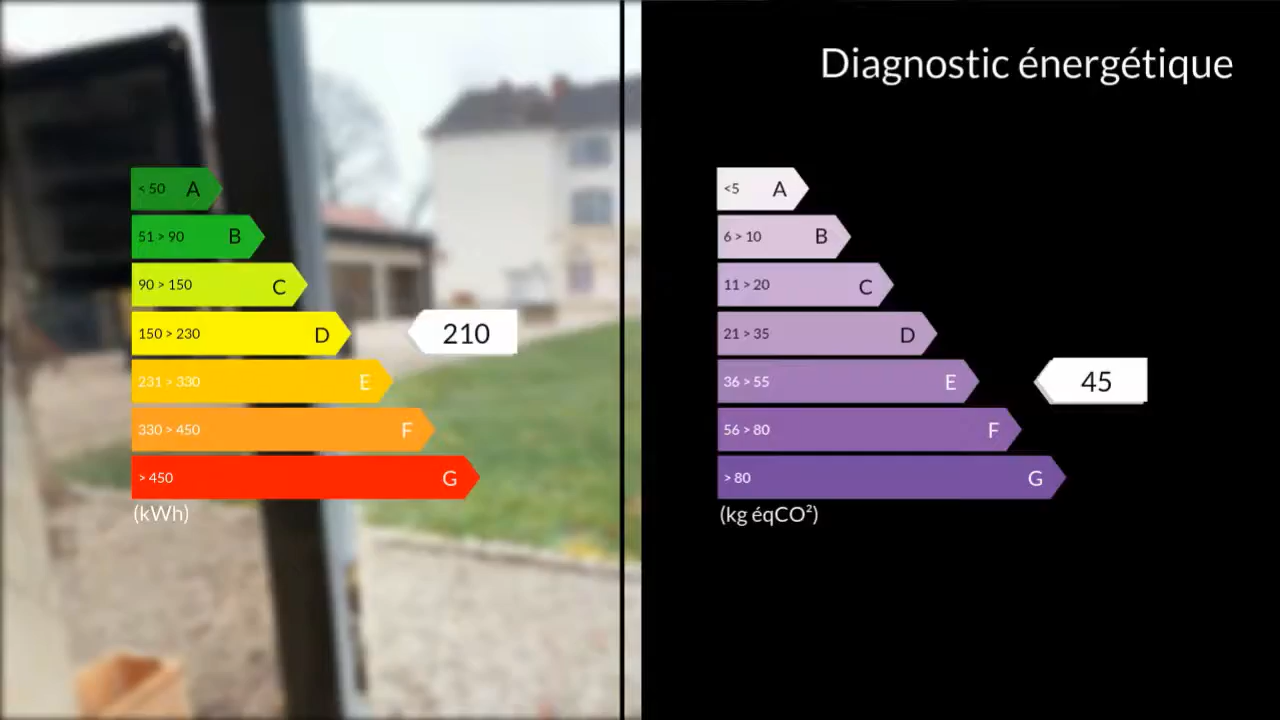 Diagnostic énergétique
< 50 A
51 > 90 B
90 > 150 C
150 > 230 D
210
231 > 330 E
330 > 450 F
> 450 G
(kWh)
<5 A
6 > 10 B
11 > 20 C
21 > 35 D
36 > 55 E
45
56 > 80 F
> 80 G
(kg éqCO²)